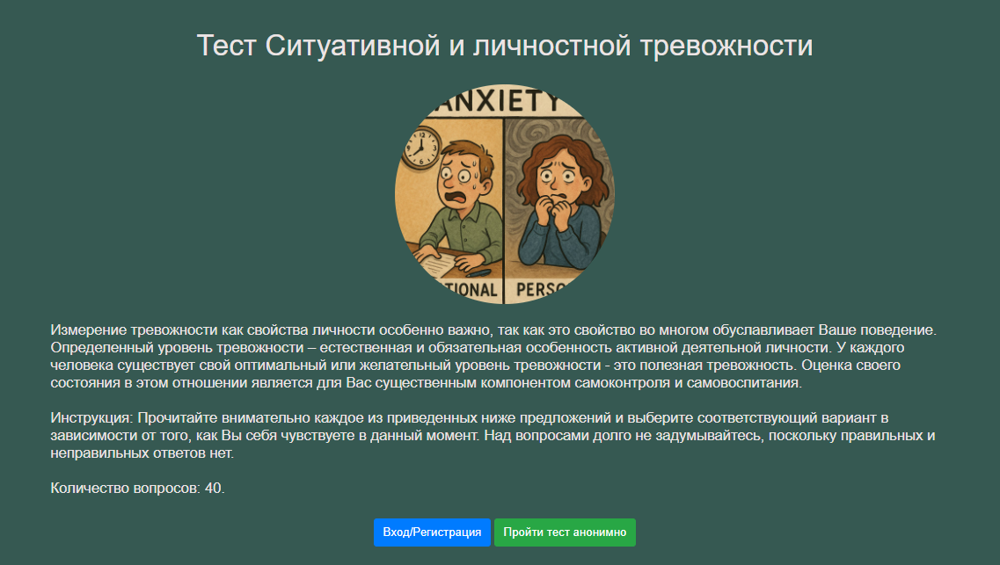 Тест Ситуативной и личностной тревожности
ANXIETY
Измерение тревожности как свойства личности особенно важно, так как это свойство во многом обуславливает Ваше поведение.
Определенный уровень тревожности – естественная и обязательная особенность активной деятельной личности. У каждого
человека существует свой оптимальный или желательный уровень тревожности - это полезная тревожность. Оценка своего
состояния в этом отношении является для Вас существенным компонентом самоконтроля и самовоспитания.
Инструкция: Прочитайте внимательно каждое из приведенных ниже предложений и выберите соответствующий вариант в
зависимости от того, как Вы себя чувствуете в данный момент. Над вопросами долго не задумывайтесь, поскольку правильных и
неправильных ответов нет.
Количество вопросов: 40.
Вход/Регистрация
Пройти тест анонимно